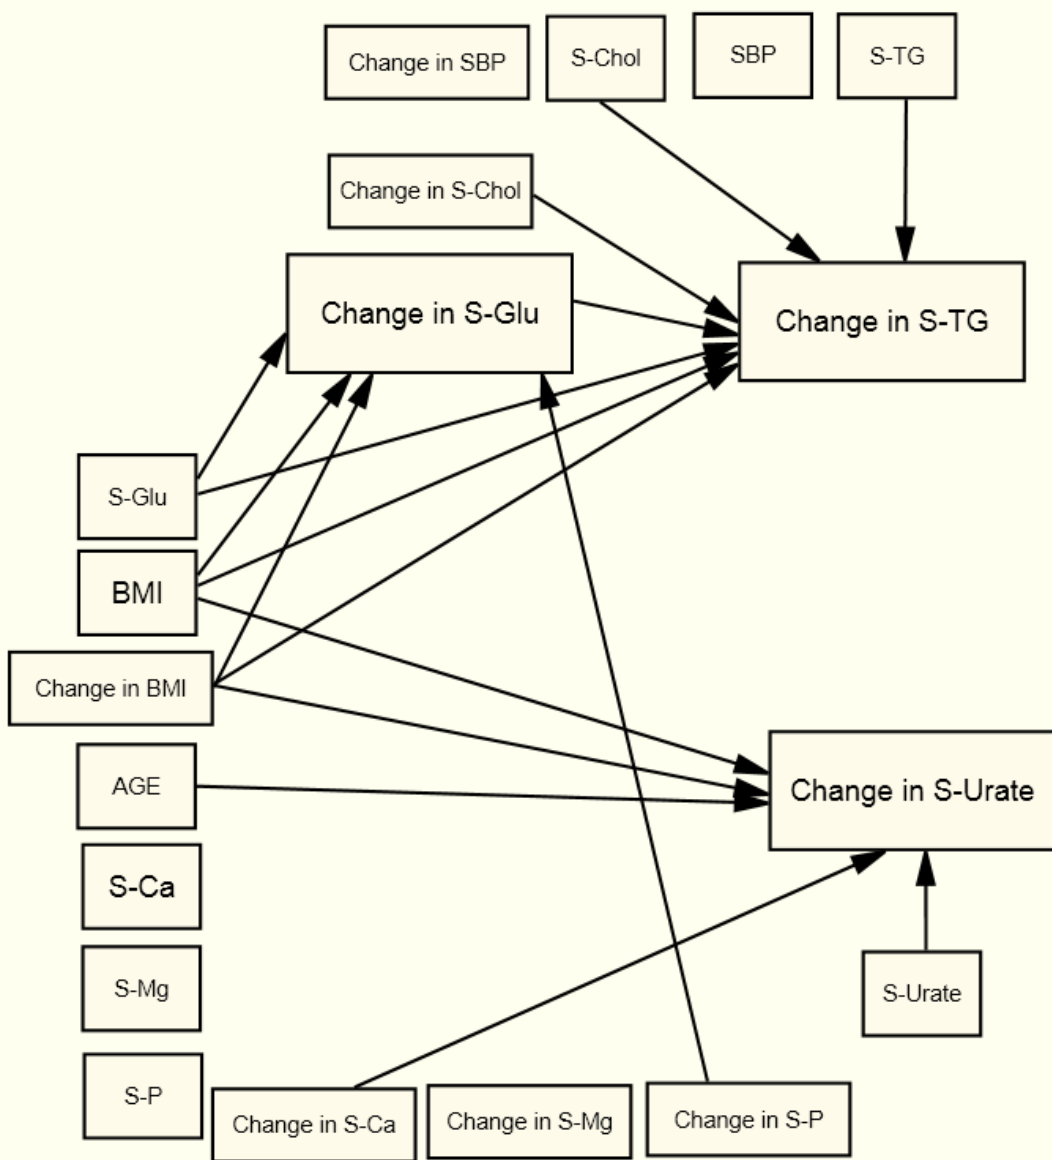 Change in SBP
S-Chol
SBP
S-TG
Change in S-Chol
Change in S-Glu
Change in S-TG
S-Glu
BMI
Change in BMI
AGE
Change in S-Urate
S-Ca
S-Mg
S-Urate
S-P
Change in S-Ca
Change in S-Mg
Change in S-P